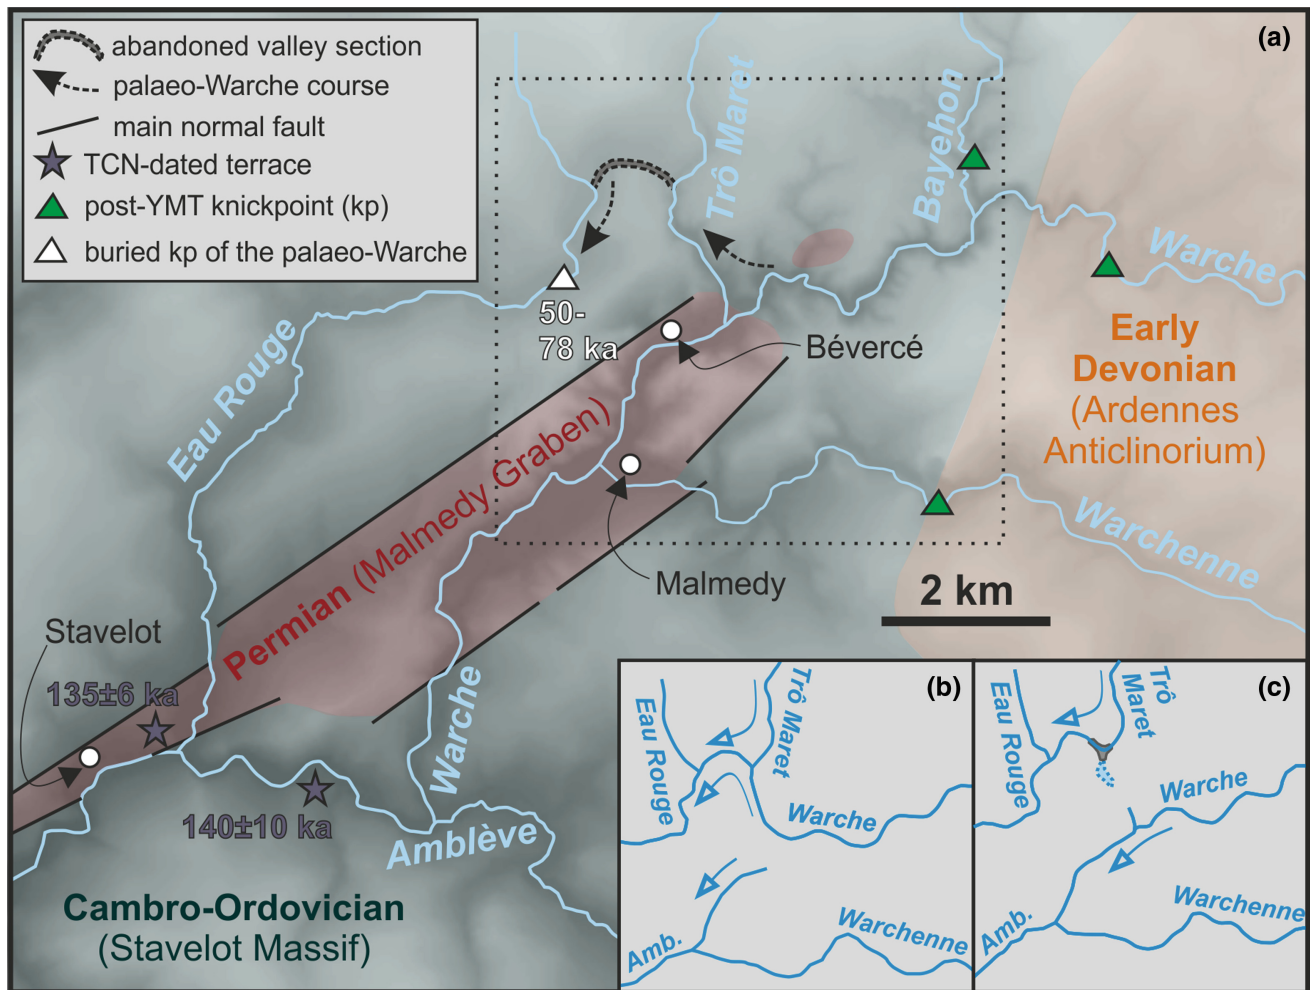 (a)
abandoned valley section
palaeo-Warche course
main normal fault
TCN-dated terrace
post-YMT knickpoint (kp)
buried kp of the palaeo-Warche
Trô Maret
Bayehon
Warche
50-
78 ka
Bévercé
Early
Devonian
(Ardennes
Anticlinorium)
Eau Rouge
Permian (Malmedy Graben)
Warchenne
Malmedy
2 km
Stavelot
135±6 ka
Warche
140±10 ka
Amblève
Cambro-Ordovician
(Stavelot Massif)
(b)
Eau Rouge
Trô Maret
Warche
Amb.
Warchenne
(c)
Eau Rouge
Trô
Maret
Warche
Amb.
Warchenne